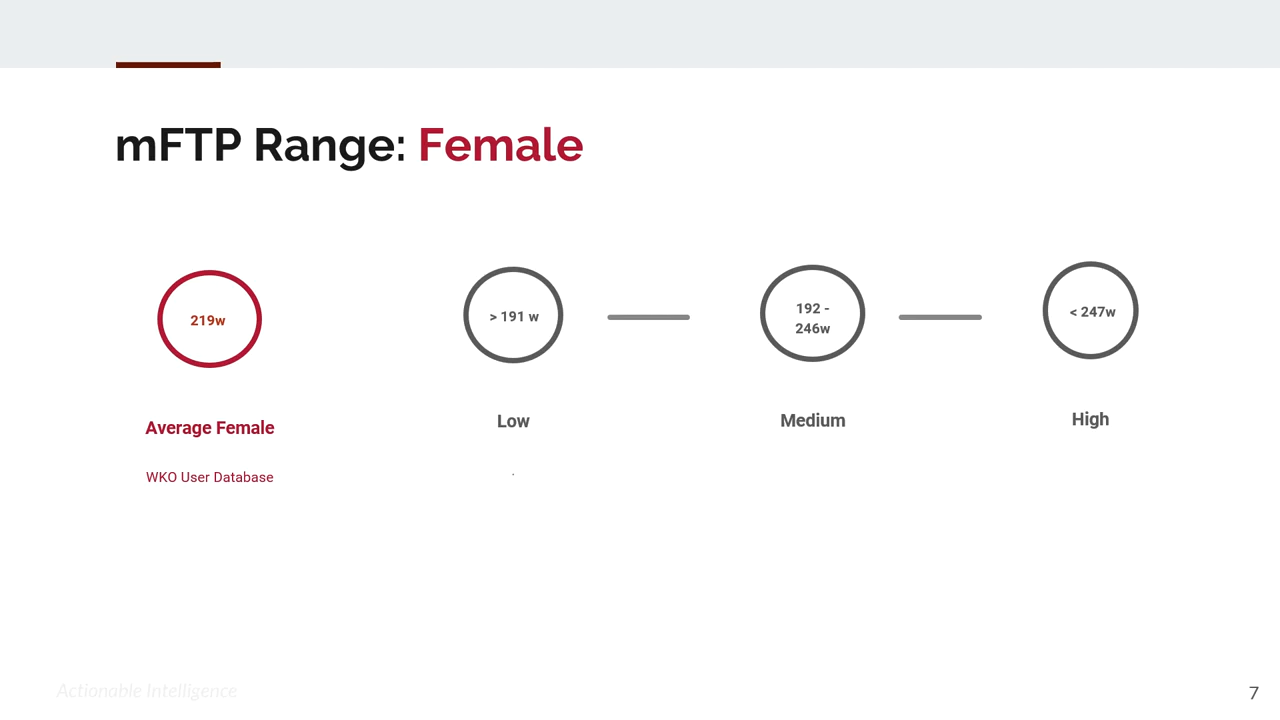 mFTP Range: Female
219w
> 191 w
192 -
246w
< 247w
Average Female
Low
Medium
High
WKO User Database
.
Actionable Intelligence
7